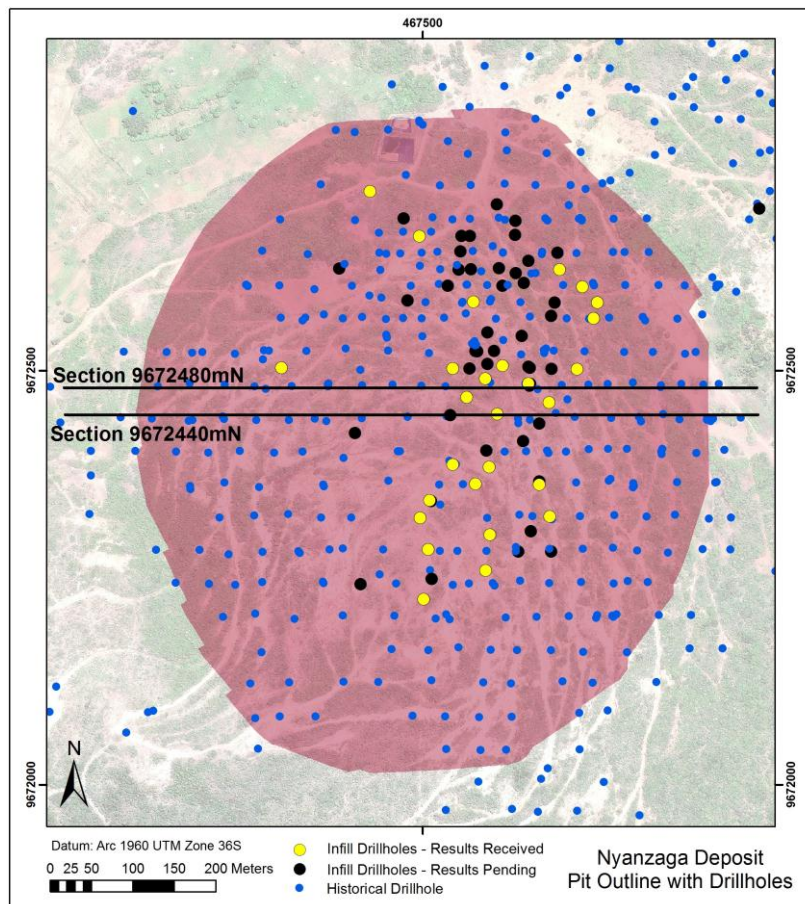 467500
9672500
9672500
Section 9672480mN
Section 9672440mN
9672000
9672000
N
Datum: Arc 1960 UTM Zone 36S
0 25 50 100 150 200 Meters
Infill Drillholes - Results Received
Infill Drillholes - Results Pending
Historical Drillhole
Nyanzaga Deposit
Pit Outline with Drillholes